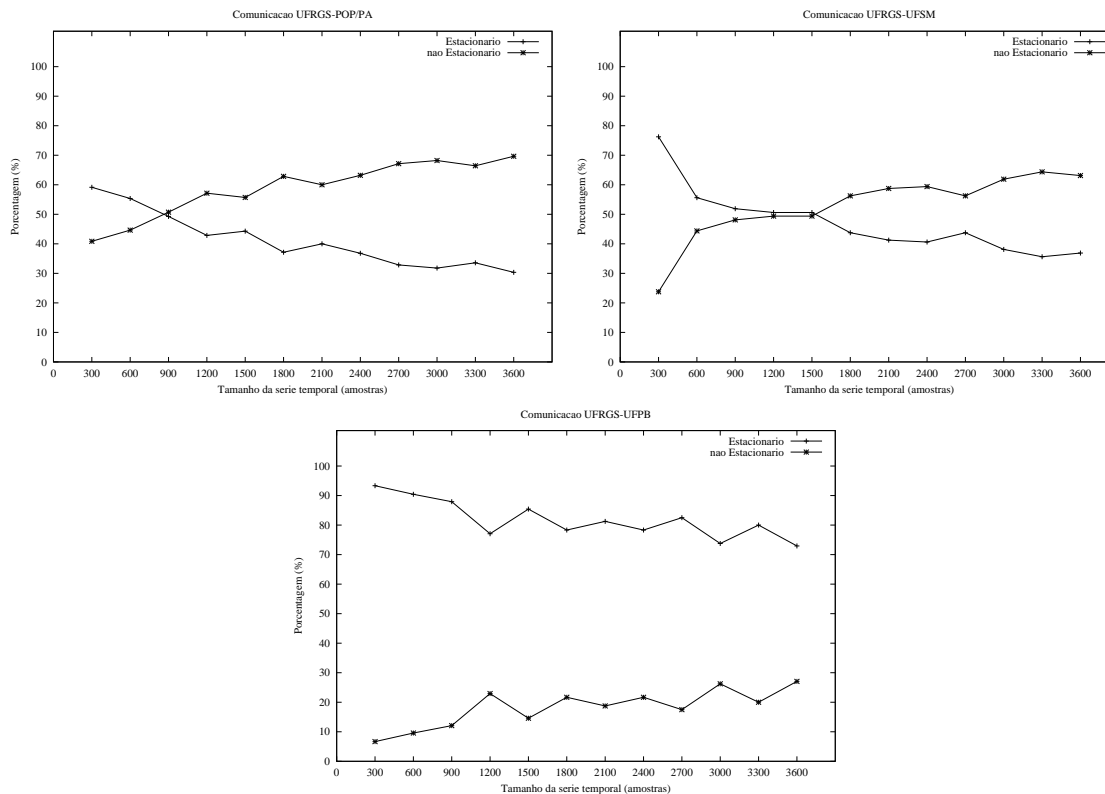 Comunicacao UFRGS-POP/PA
Estacionario
nao Estacionario
100
90
80
70
60
50
40
30
20
10
0
Porcentagem (%)
0 300 600 900 1200 1500 1800 2100 2400 2700 3000 3300 3600
Tamanho da serie temporal (amostras)
Comunicacao UFRGS-UFSM
Estacionario
nao Estacionario
100
90
80
70
60
50
40
30
20
10
0
Porcentagem (%)
0 300 600 900 1200 1500 1800 2100 2400 2700 3000 3300 3600
Tamanho da serie temporal (amostras)
Comunicacao UFRGS-UFPB
Estacionario
nao Estacionario
100
90
80
70
60
50
40
30
20
10
0
Porcentagem (%)
0 300 600 900 1200 1500 1800 2100 2400 2700 3000 3300 3600
Tamanho da serie temporal (amostras)